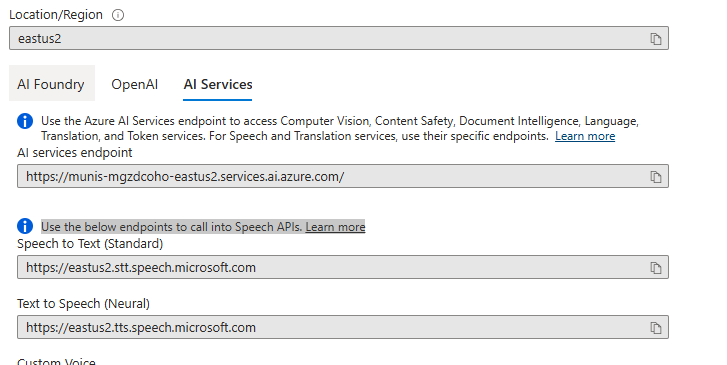 Location/Region
eastus2
AI Foundry OpenAI AI Services
Use the Azure AI Services endpoint to access Computer Vision, Content Safety, Document Intelligence, Language,
Translation, and Token services. For Speech and Translation services, use their specific endpoints. Learn more
AI services endpoint
https://munis-mgzdcoho-eastus2.services.ai.azure.com/
Use the below endpoints to call into Speech APIs. Learn more
Speech to Text (Standard)
https://eastus2.stt.speech.microsoft.com
Text to Speech (Neural)
https://eastus2.tts.speech.microsoft.com
Custom Voice